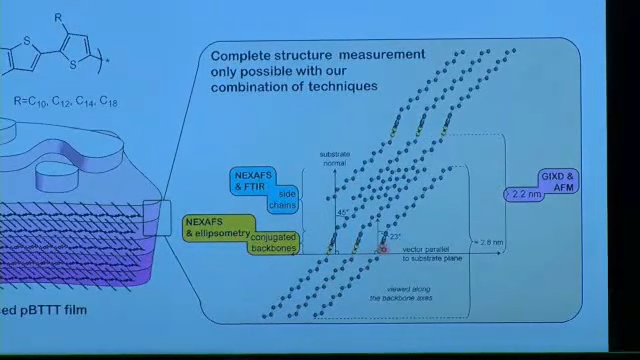 R
S
S
R=C10, C12, C14, C18
ed pBTTT film
Complete structure measurement
only possible with our
combination of techniques
substrate
normal
NEXAFS
& FTIR
side
chains
NEXAFS
& ellipsometry
conjugated
backbones
45°
23°
vector parallel
to substrate plane
viewed along
the backbone axes
GIXD &
AFM
2.2 nm
≈ 2.8 nm